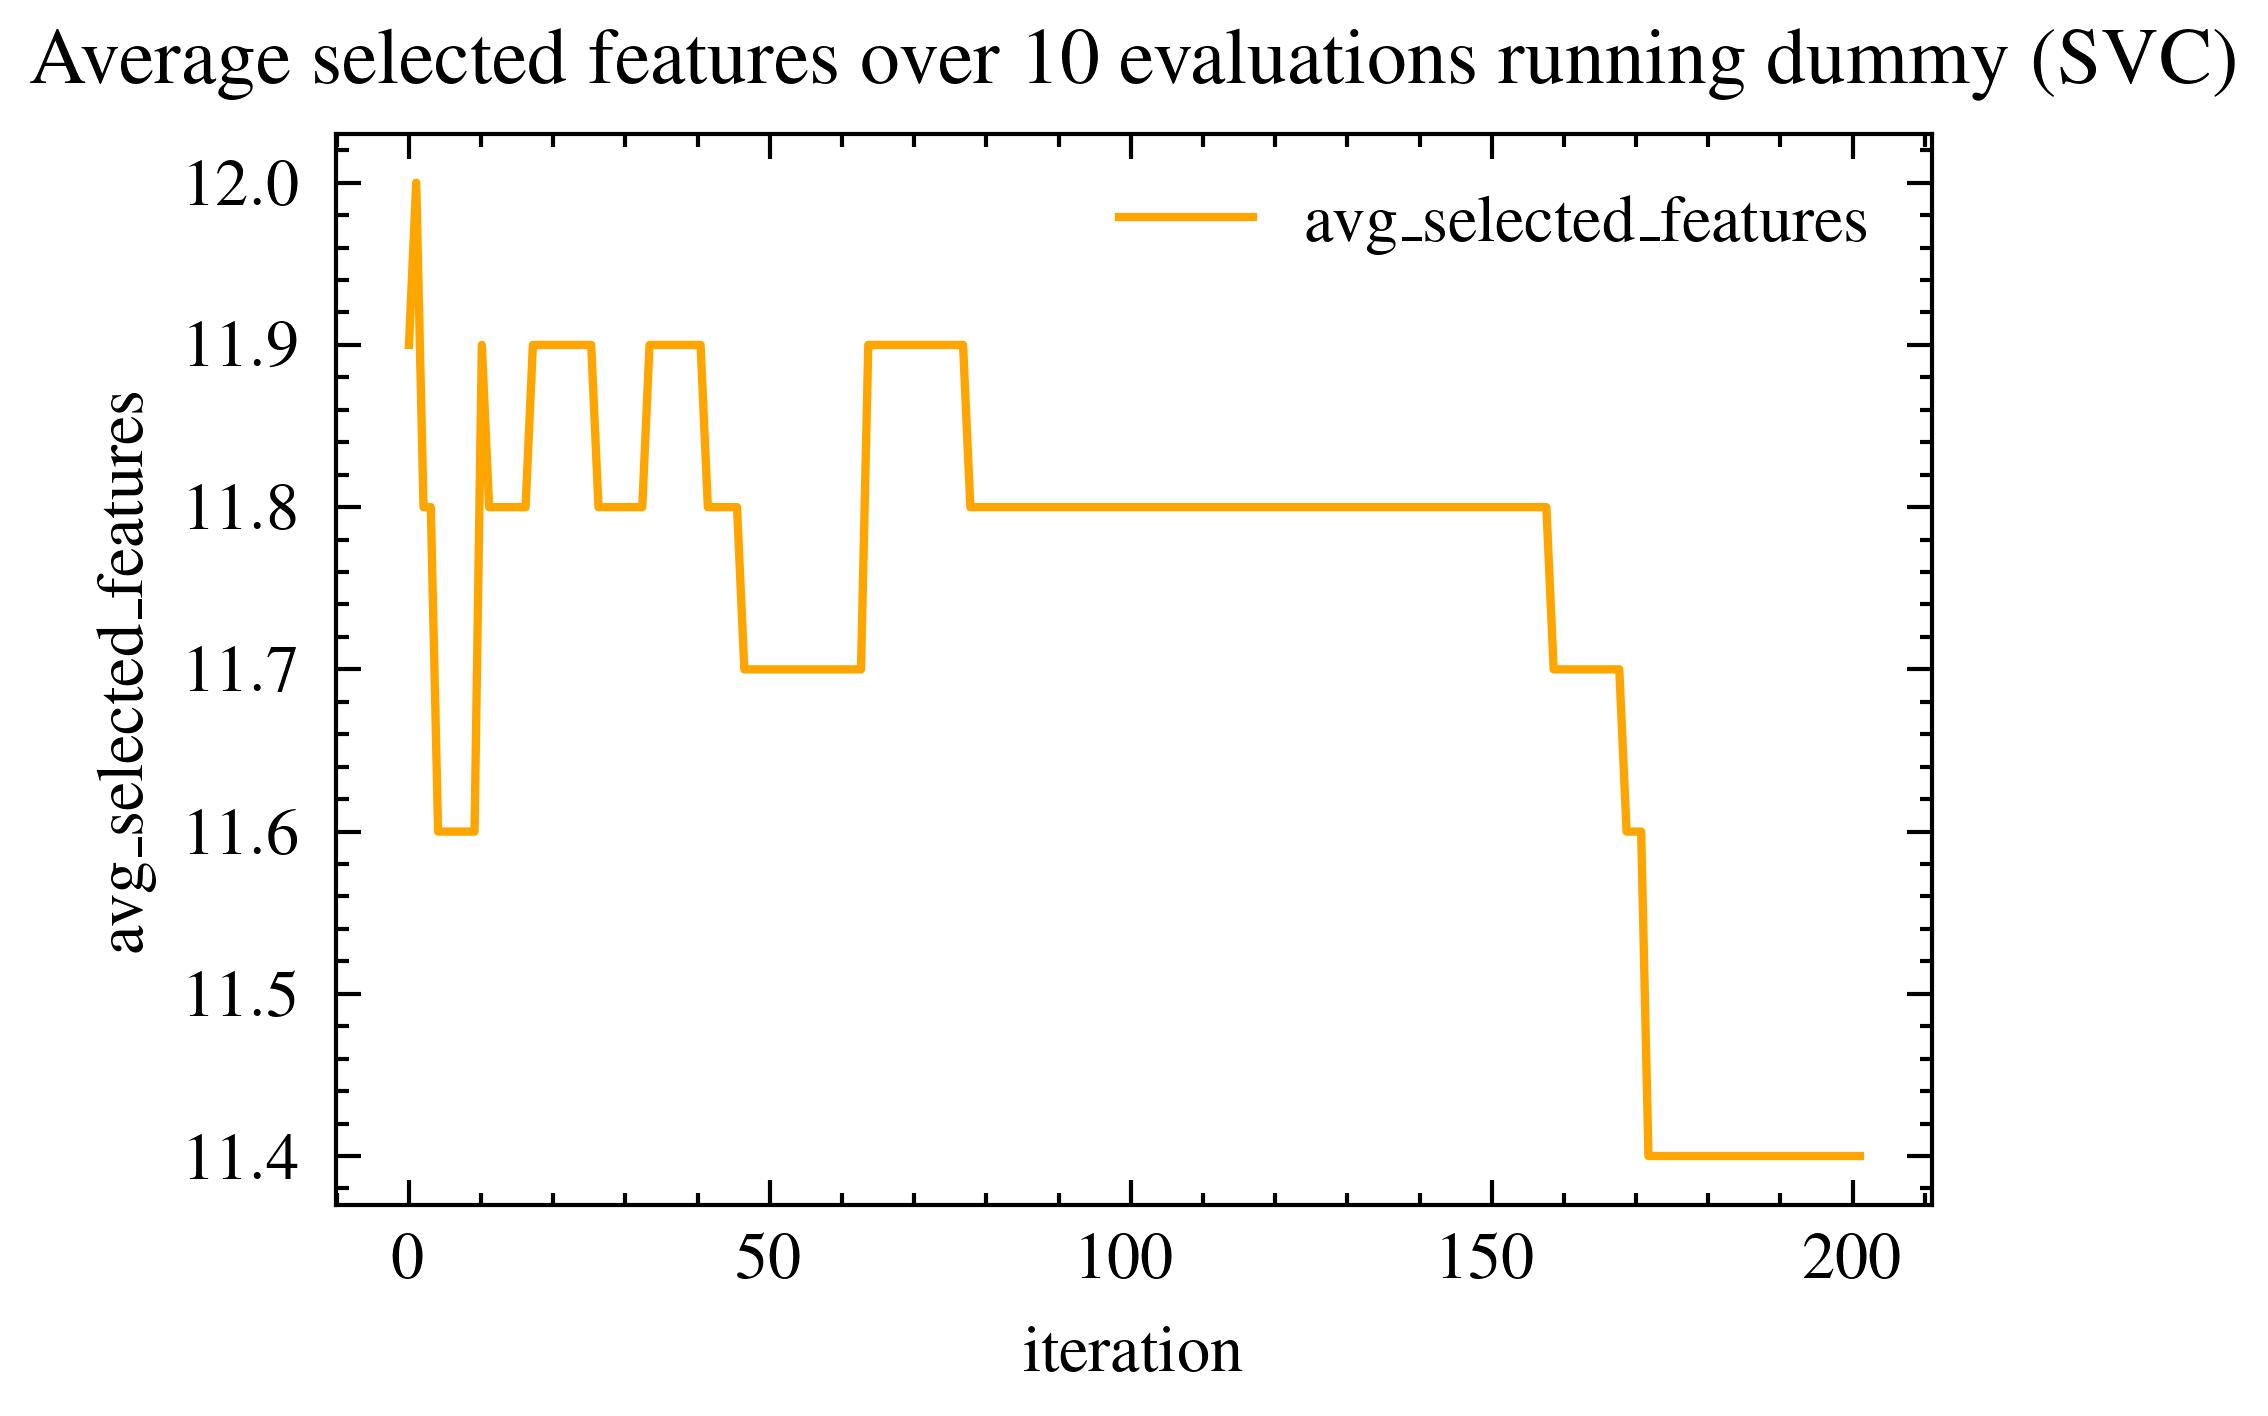 Average selected features over 10 evaluations running dummy (SVC)
avg_selected_features
12.0
11.9
11.8
11.7
11.6
11.5
11.4
avg_selected_features
0 50 100 150 200
iteration